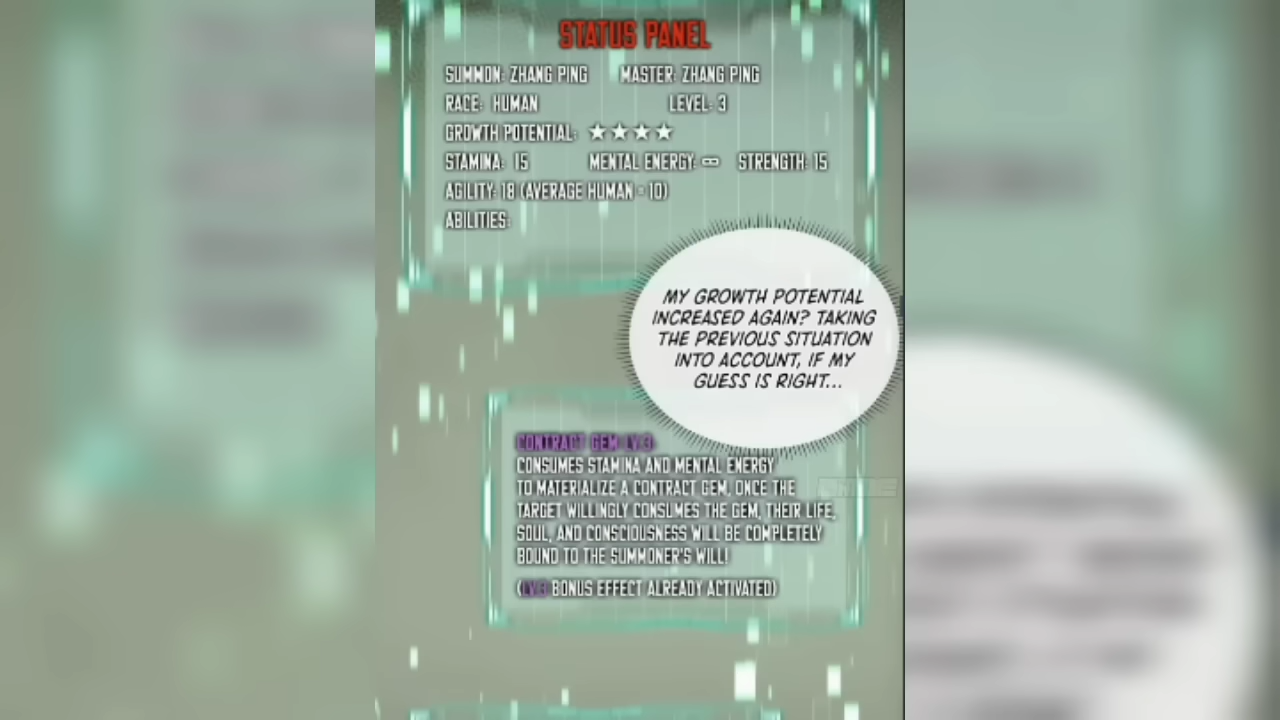 STATUS PANEL
SUMMON: ZHANG PING MASTER: ZHANG PING
RACE: HUMAN LEVEL: 3
GROWTH POTENTIAL: ★★★★
STAMINA: 15 MENTAL ENERGY: ∞ STRENGTH: 15
AGILITY: 18 (AVERAGE HUMAN = 10)
ABILITIES:
MY GROWTH POTENTIAL
INCREASED AGAIN? TAKING
THE PREVIOUS SITUATION
INTO ACCOUNT, IF MY
GUESS IS RIGHT...
CONTRACT GEM LV.3:
CONSUMES STAMINA AND MENTAL ENERGY
TO MATERIALIZE A CONTRACT GEM. ONCE THE
TARGET WILLINGLY CONSUMES THE GEM, THEIR LIFE,
SOUL, AND CONSCIOUSNESS WILL BE COMPLETELY
BOUND TO THE SUMMONER'S WILL!
(LV.3 BONUS EFFECT ALREADY ACTIVATED)